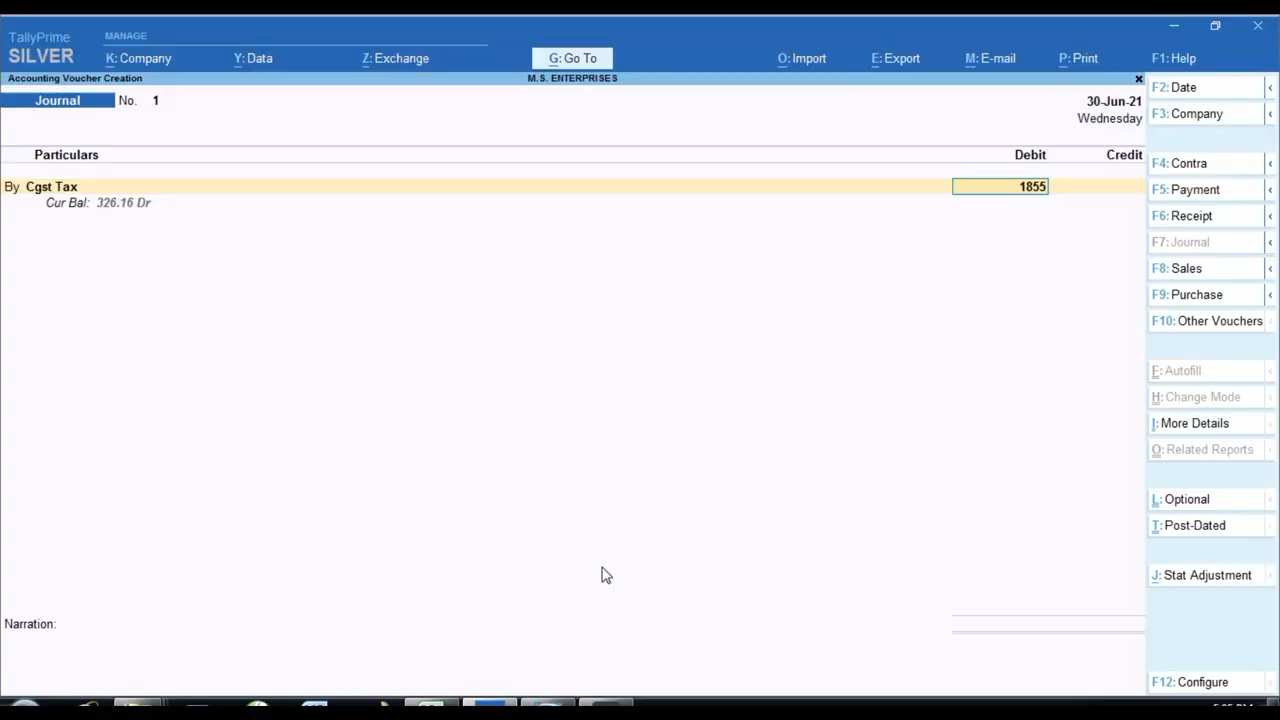 TallyPrime
SILVER
MANAGE
K: Company
Y: Data
Z: Exchange
G: Go To
O: Import
E: Export
M: E-mail
P: Print
F1: Help
Accounting Voucher Creation
M.S. ENTERPRISES
Journal No. 1
30-Jun-21
Wednesday
Particulars Debit Credit
By Cgst Tax 1855
Cur Bal: 326.16 Dr
Narration:
F2: Date
F3: Company
F4: Contra
F5: Payment
F6: Receipt
F7: Journal
F8: Sales
F9: Purchase
F10: Other Vouchers
F: Autofill
H: Change Mode
I: More Details
O: Related Reports
L: Optional
T: Post-Dated
J: Stat Adjustment
F12: Configure